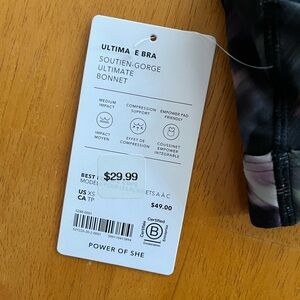 ULTIMA E BRA
SOUTIEN-GORGE
ULTIMATE
BONNET
MEDIUM IMPACT
COMPRESSION SUPPORT
EMPOWER PAD FRIENDLY
IMPACT MOYEN
EFFET DE COMPRESSION
COUSSINET EMPOWER INTEGRABLE
BEST
$29.99
MODEL
ETS A À C
US XS
CA TP
$49.00
Certified
B
Corporation
POWER OF SHE